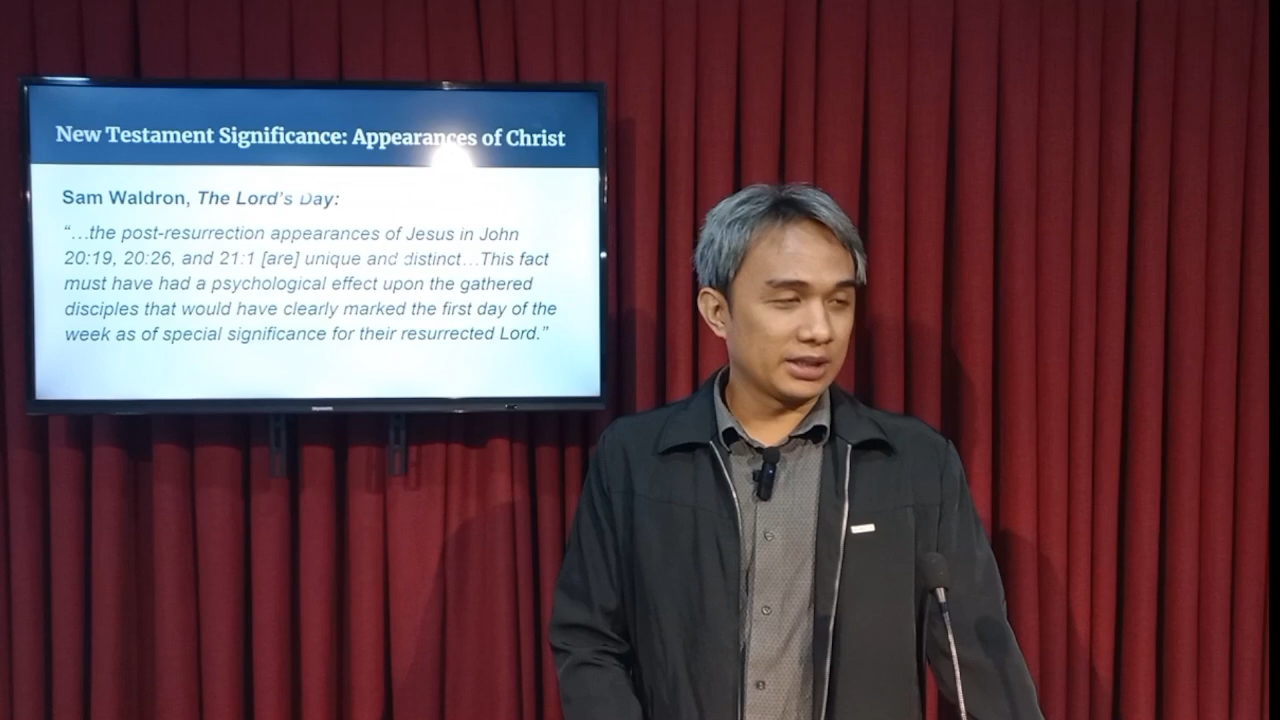 New Testament Significance: Appearances of Christ
Sam Waldron, The Lord's Day:
“…the post-resurrection appearances of Jesus in John
20:19, 20:26, and 21:1 [are] unique and distinct…This fact
must have had a psychological effect upon the gathered
disciples that would have clearly marked the first day of the
week as of special significance for their resurrected Lord.”